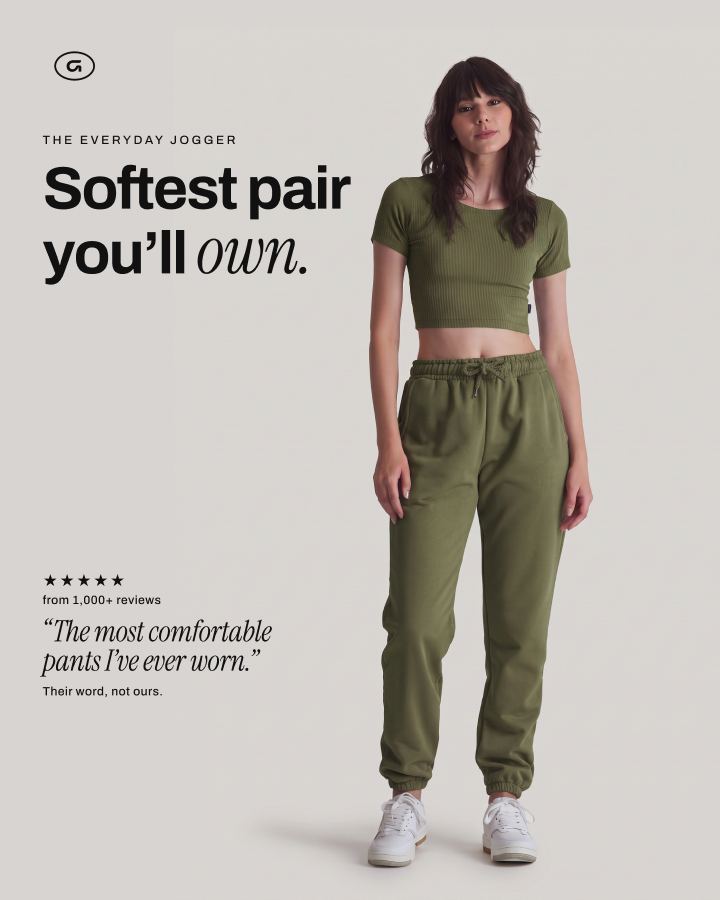 G
THE EVERYDAY JOGGER
Softest pair
you’ll own.
★★★★★
from 1,000+ reviews
“The most comfortable
pants I’ve ever worn.”
Their word, not ours.